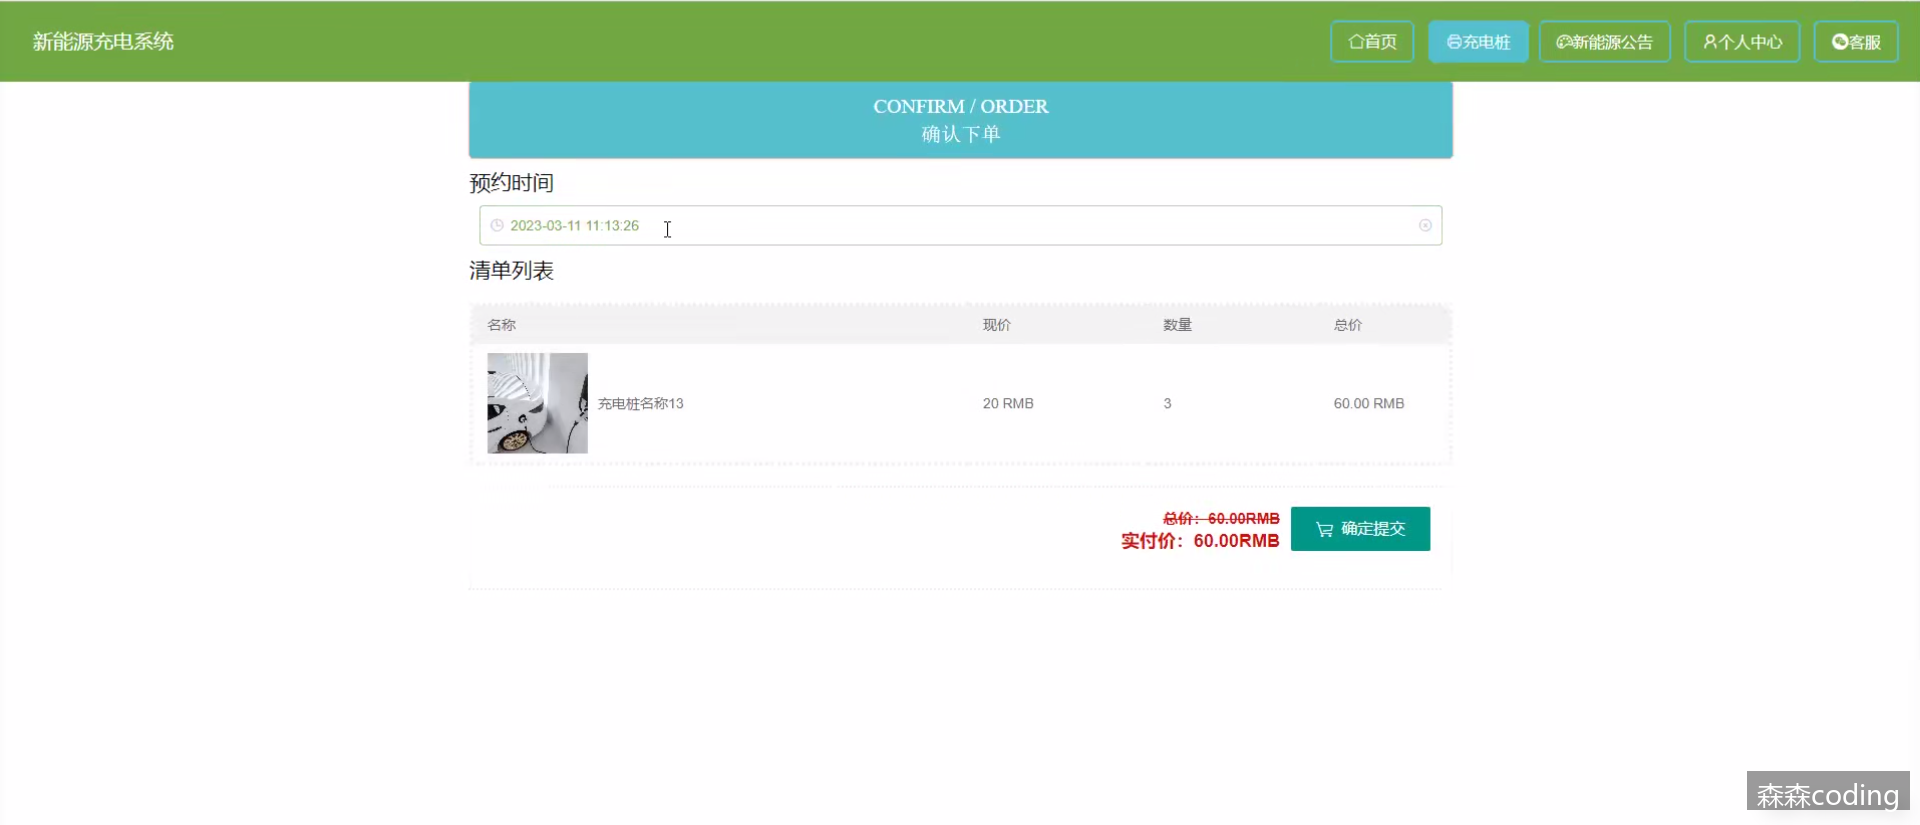 新能源充电系统
首页
充电桩
新能源公告
个人中心
客服
CONFIRM / ORDER
确认下单
预约时间
2023-03-11 11:13:26
清单列表
名称 现价 数量 总价
充电桩名称13 20 RMB 3 60.00 RMB
总价：60.00RMB
实付价：60.00RMB
确定提交
森森coding